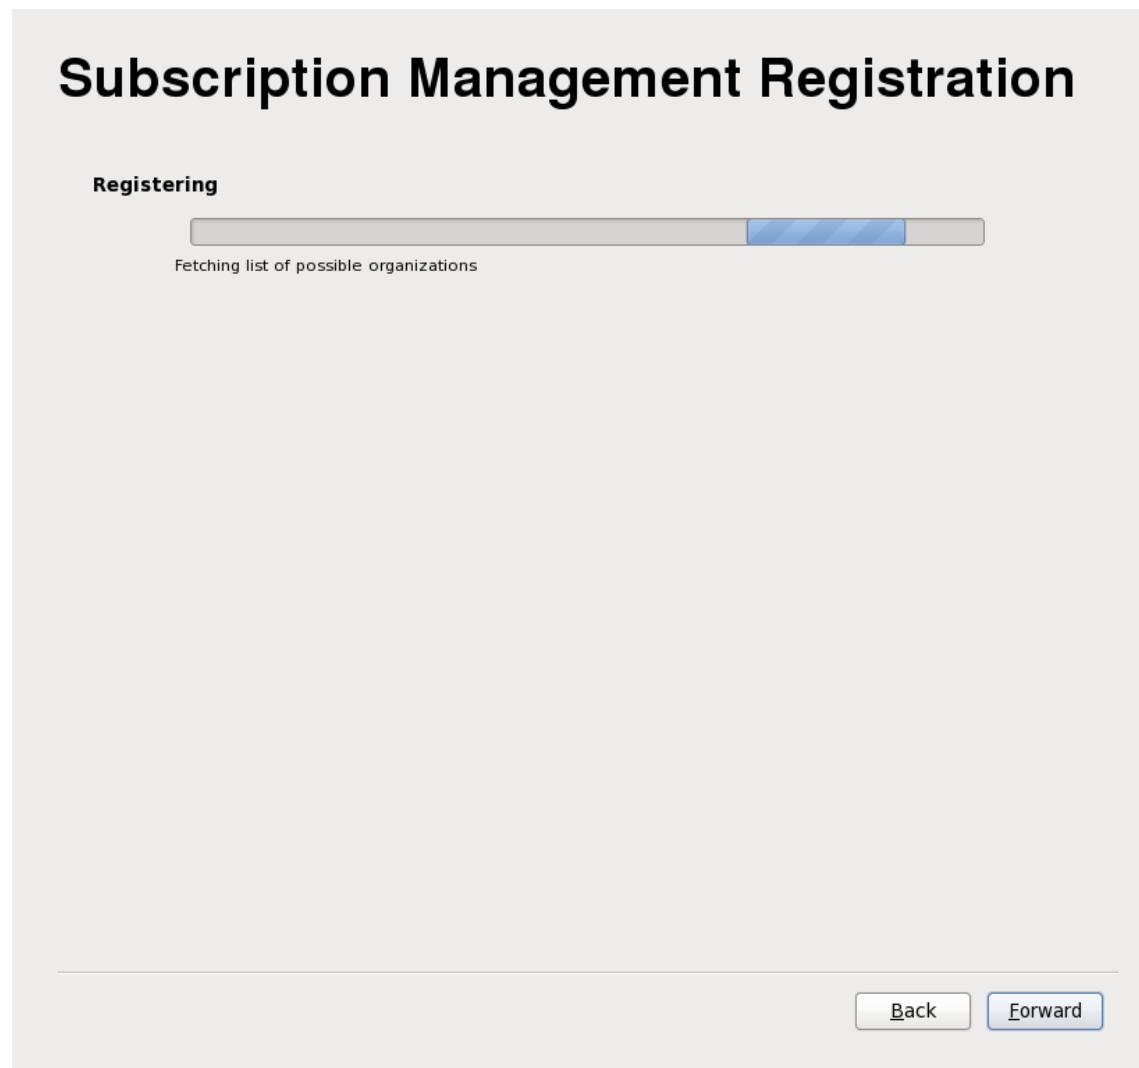 Subscription Management Registration
Registering
Fetching list of possible organizations
Back
Forward